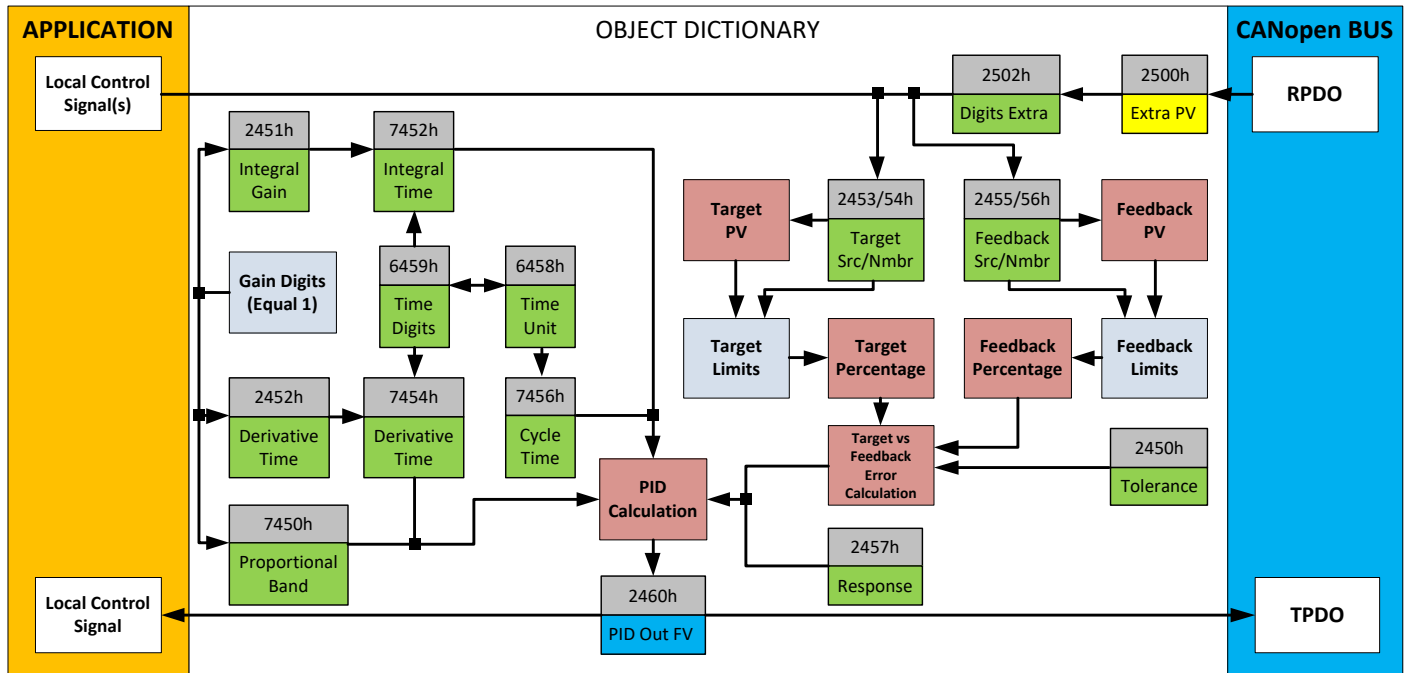 APPLICATION
OBJECT DICTIONARY
CANopen BUS
Local Control
Signal(s)
2502h
Digits Extra
2500h
Extra PV
RPDO
2451h
Integral
Gain
7452h
Integral
Time
Target
PV
2453/54h
Target
Src/Nmbr
2455/56h
Feedback
Src/Nmbr
Feedback
PV
Gain Digits
(Equal 1)
6459h
Time
Digits
6458h
Time
Unit
Target
Limits
Target
Percentage
Feedback
Percentage
Feedback
Limits
2452h
Derivative
Time
7454h
Derivative
Time
7456h
Cycle
Time
Target vs
Feedback
Error
Calculation
2450h
Tolerance
PID
Calculation
7450h
Proportional
Band
2457h
Response
Local Control
Signal
2460h
PID Out FV
TPDO